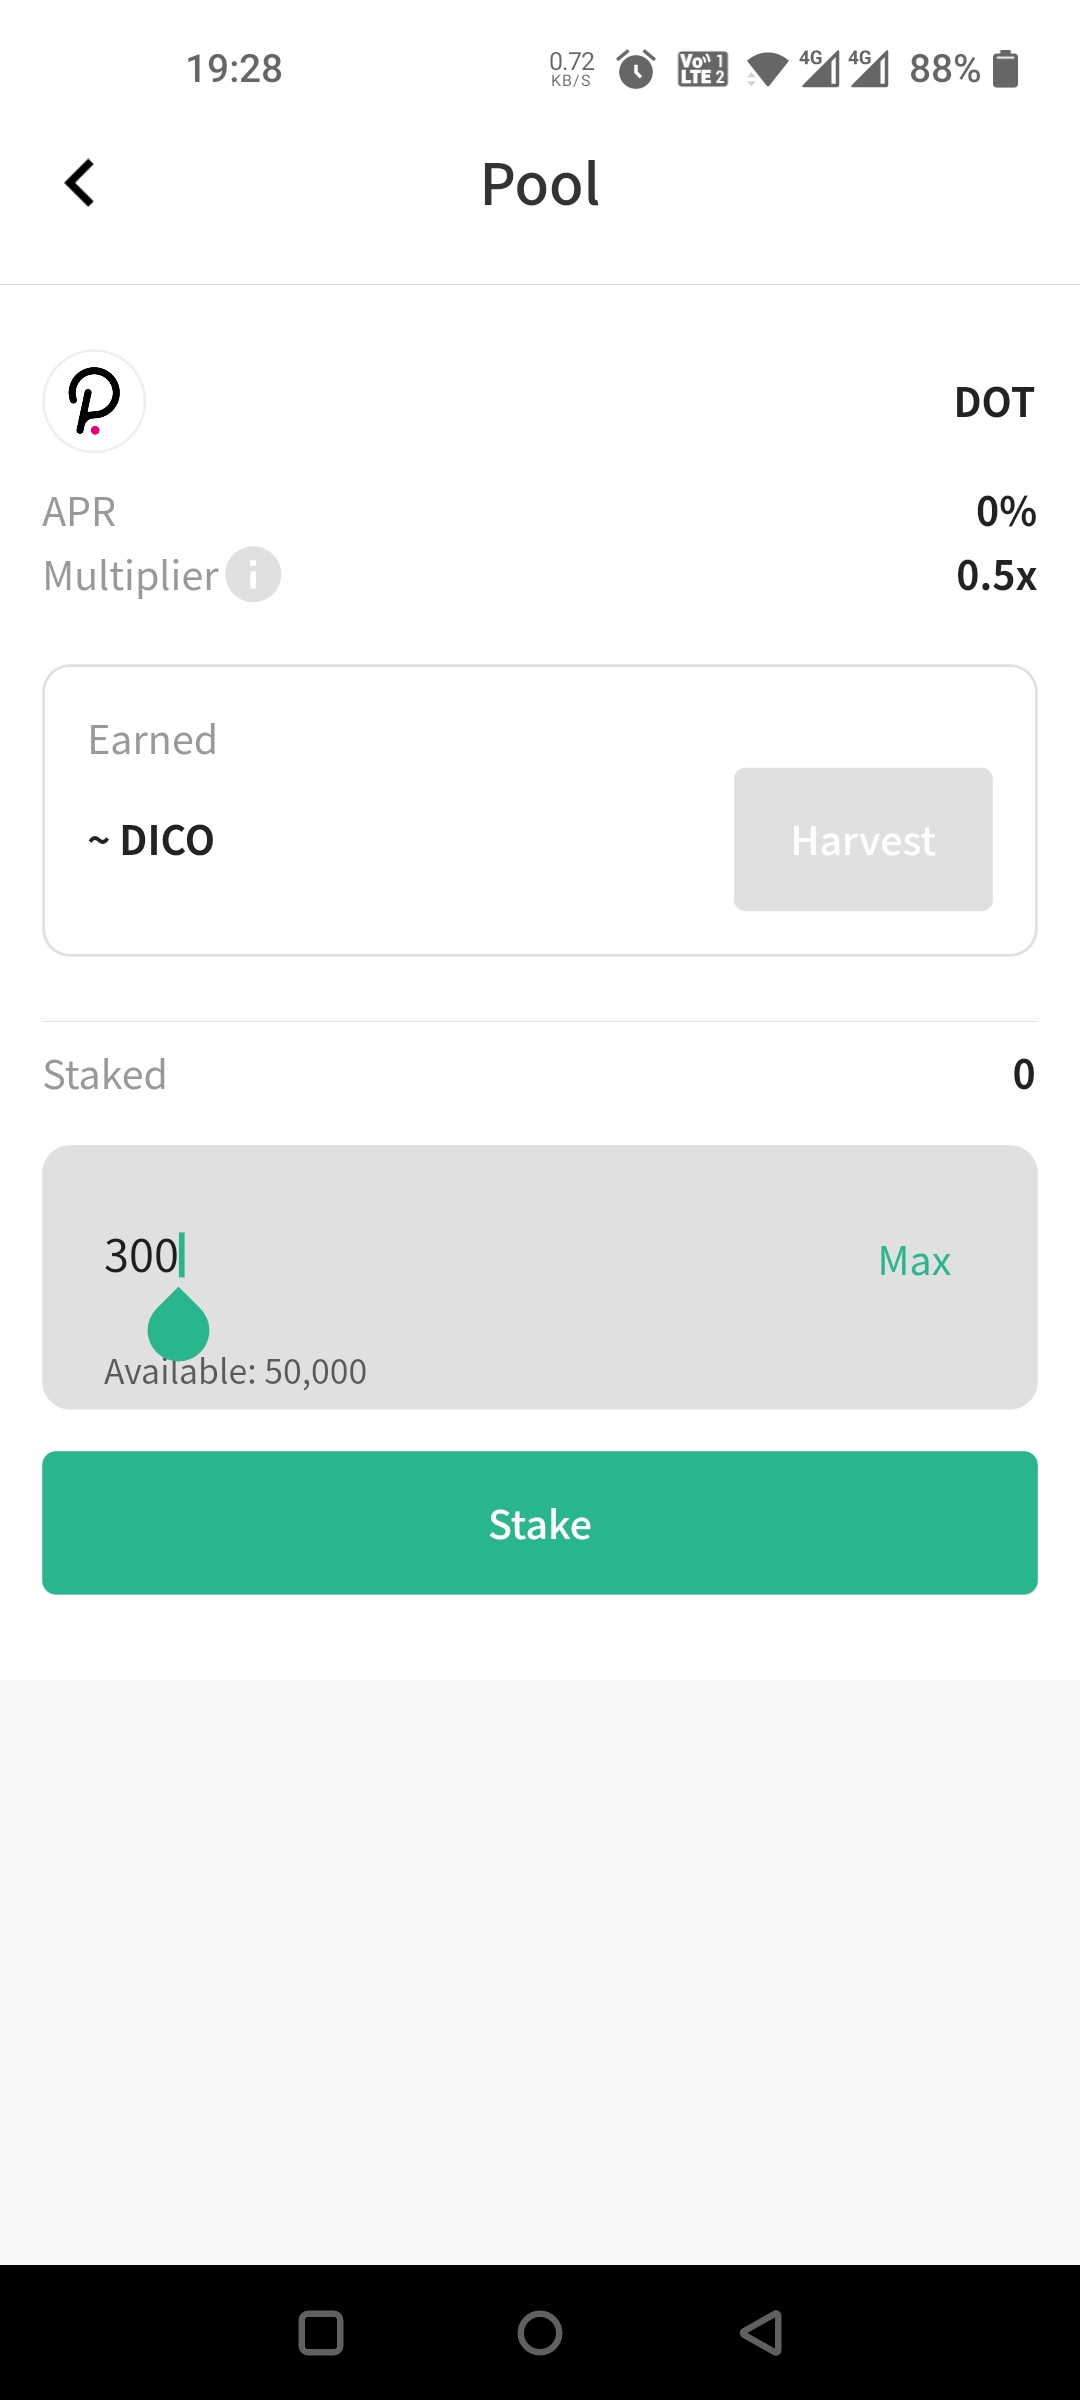 19:28
0.72 KB/S
Vo)) 1 LTE 2
4G 4G 88%
Pool
DOT
APR 0%
Multiplier i 0.5x
Earned
~ DICO
Harvest
Staked 0
300 Max
Available: 50,000
Stake